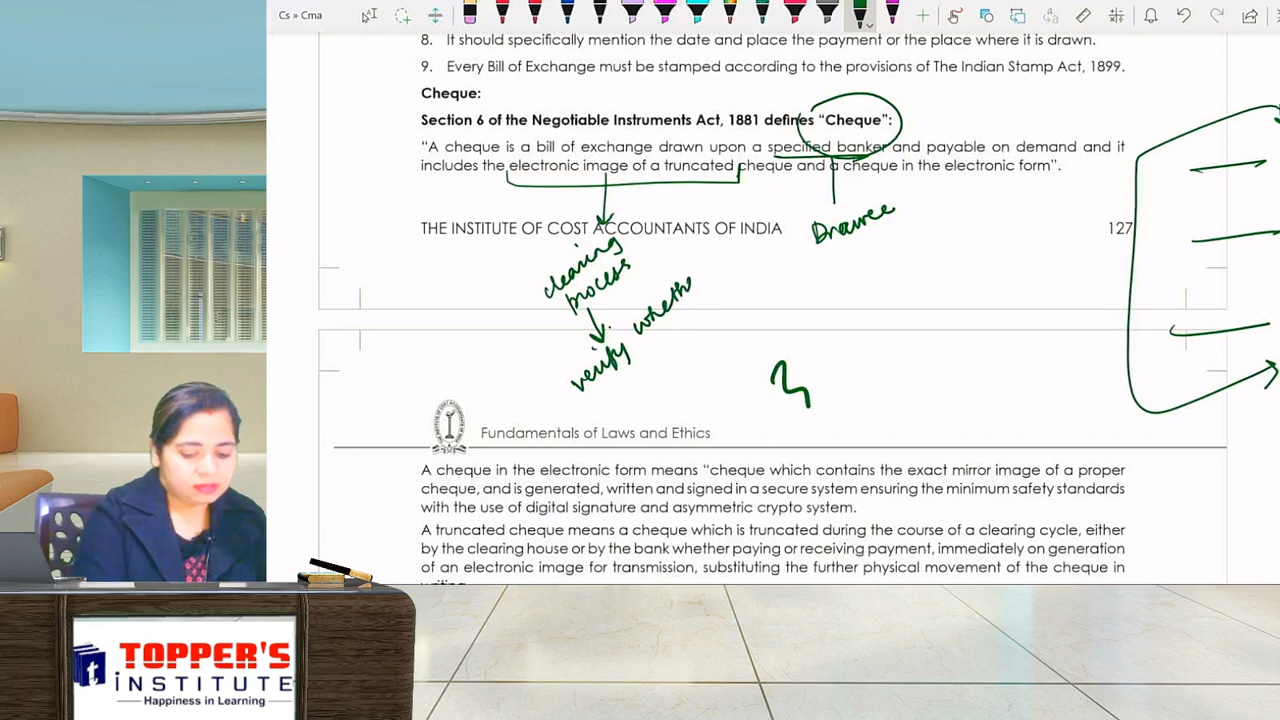 Cs » Cma
8. It should specifically mention the date and place the payment or the place where it is drawn.
9. Every Bill of Exchange must be stamped according to the provisions of The Indian Stamp Act, 1899.
Cheque:
Section 6 of the Negotiable Instruments Act, 1881 defines “Cheque”:
“A cheque is a bill of exchange drawn upon a specified banker and payable on demand and it
includes the electronic image of a truncated cheque and a cheque in the electronic form”.
Drawee
THE INSTITUTE OF COST ACCOUNTANTS OF INDIA 127
clearing
process
verify whethe
Fundamentals of Laws and Ethics
A cheque in the electronic form means “cheque which contains the exact mirror image of a proper
cheque, and is generated, written and signed in a secure system ensuring the minimum safety standards
with the use of digital signature and asymmetric crypto system.
A truncated cheque means a cheque which is truncated during the course of a clearing cycle, either
by the clearing house or by the bank whether paying or receiving payment, immediately on generation
of an electronic image for transmission, substituting the further physical movement of the cheque in
TOPPER'S
t INSTITUTE
Happiness in Learning